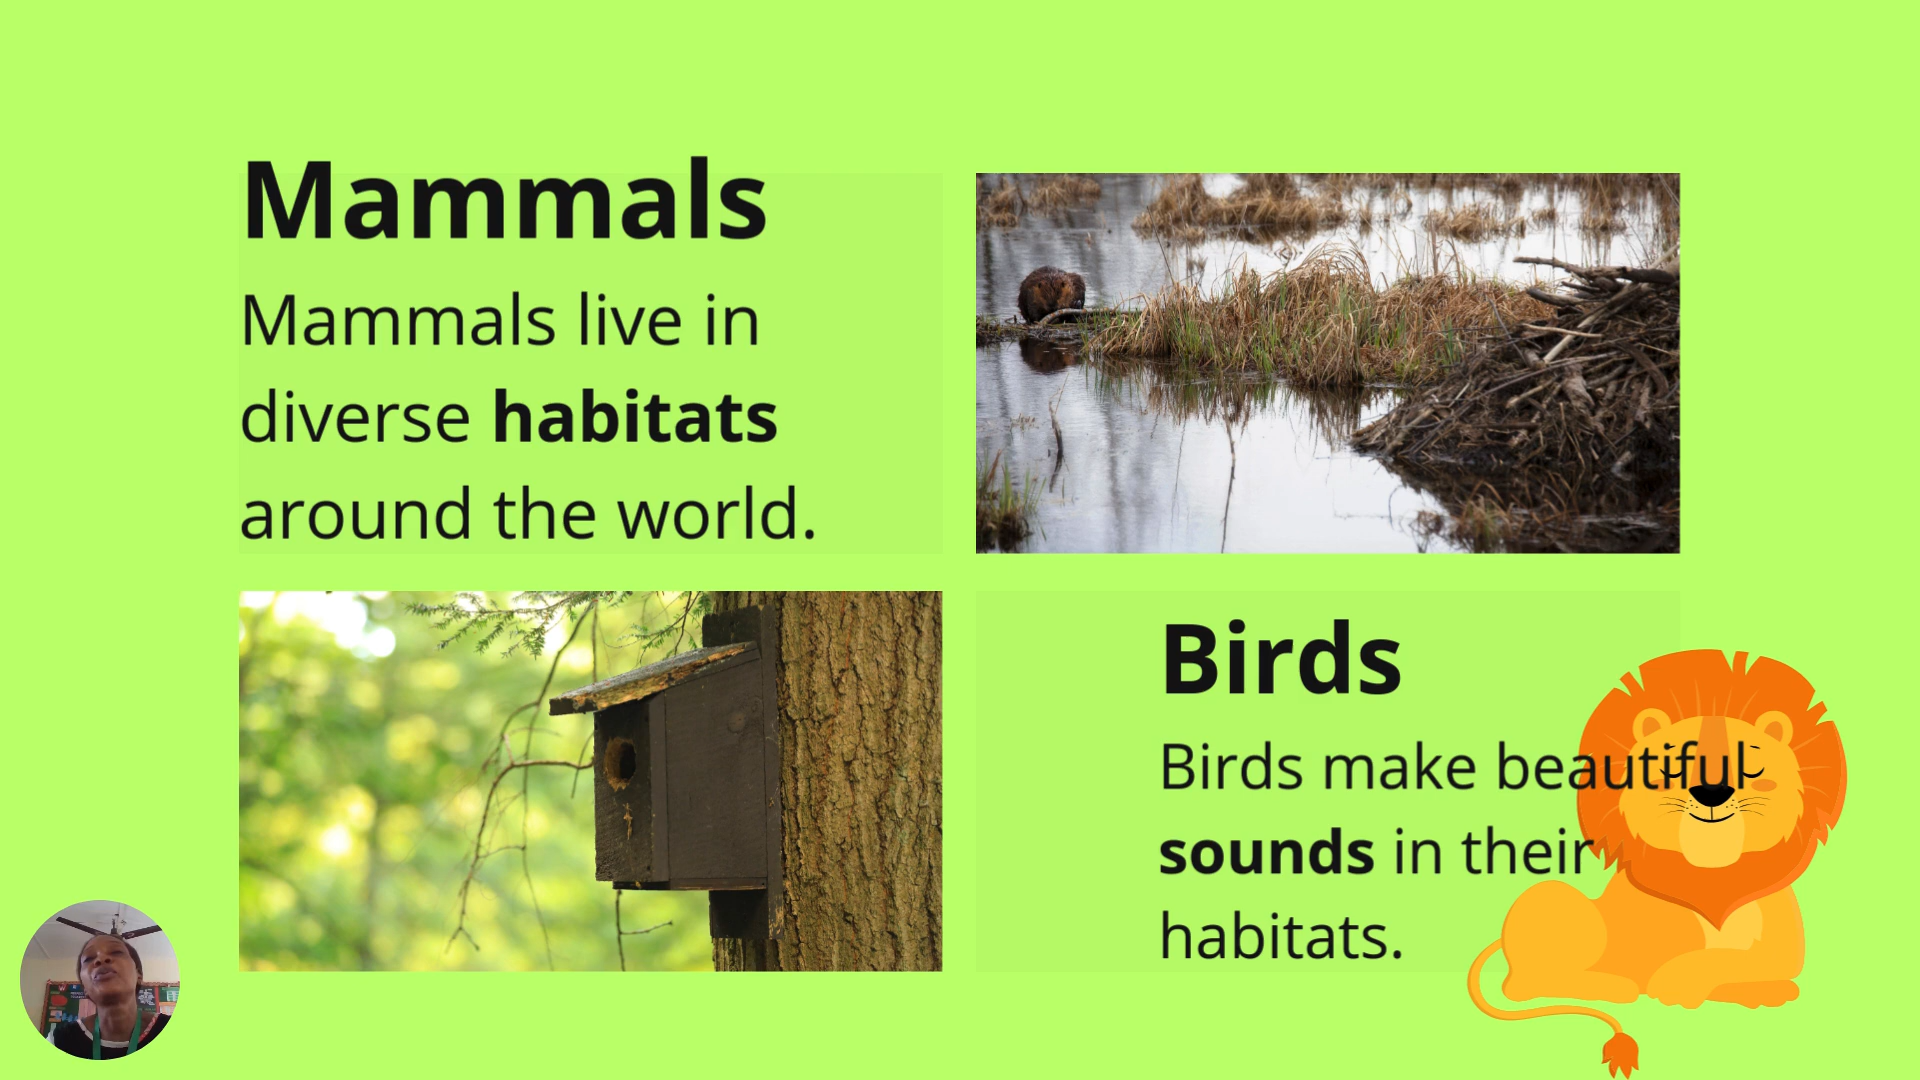 Mammals
Mammals live in
diverse habitats
around the world.
Birds
Birds make beautiful
sounds in their
habitats.